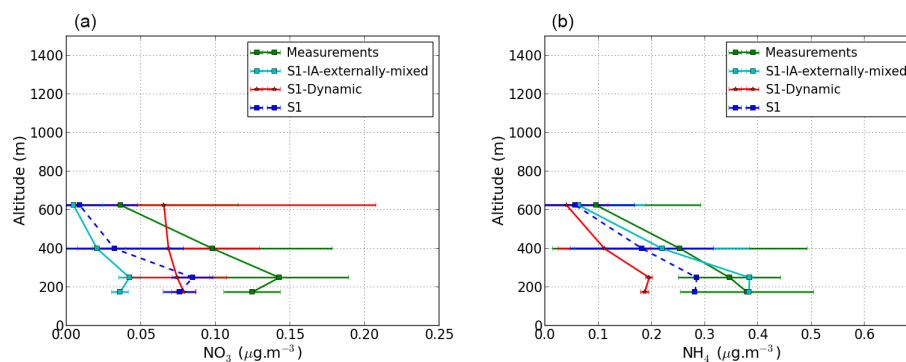 (a)
1400
1200
1000
800
600
400
200
0
Altitude (m)
0.00
0.05
0.10
0.15
0.20
0.25
NO3 (μg.m−3)
Measurements
S1-IA-externally-mixed
S1-Dynamic
S1
(b)
1400
1200
1000
800
600
400
200
0
Altitude (m)
0.0
0.1
0.2
0.3
0.4
0.5
0.6
NH4 (μg.m−3)
Measurements
S1-IA-externally-mixed
S1-Dynamic
S1